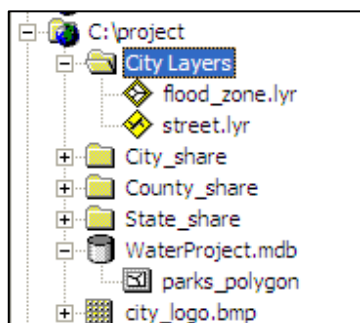 C:\project
City Layers
flood_zone.lyr
street.lyr
City_share
County_share
State_share
WaterProject.mdb
parks_polygon
city_logo.bmp